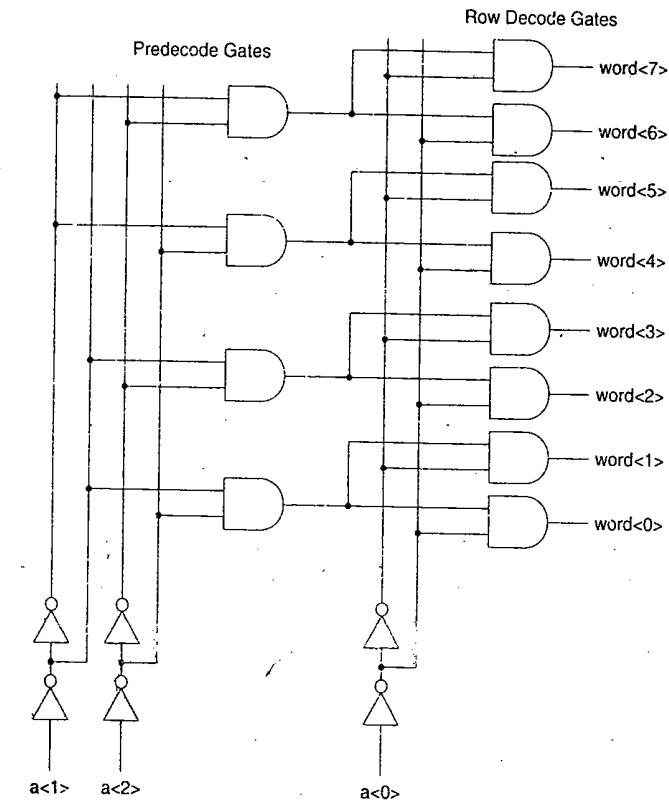 Row Decode Gates
Predecode Gates
word<7>
word<6>
word<5>
word<4>
word<3>
word<2>
word<1>
word<0>
a<1>
a<2>
a<0>